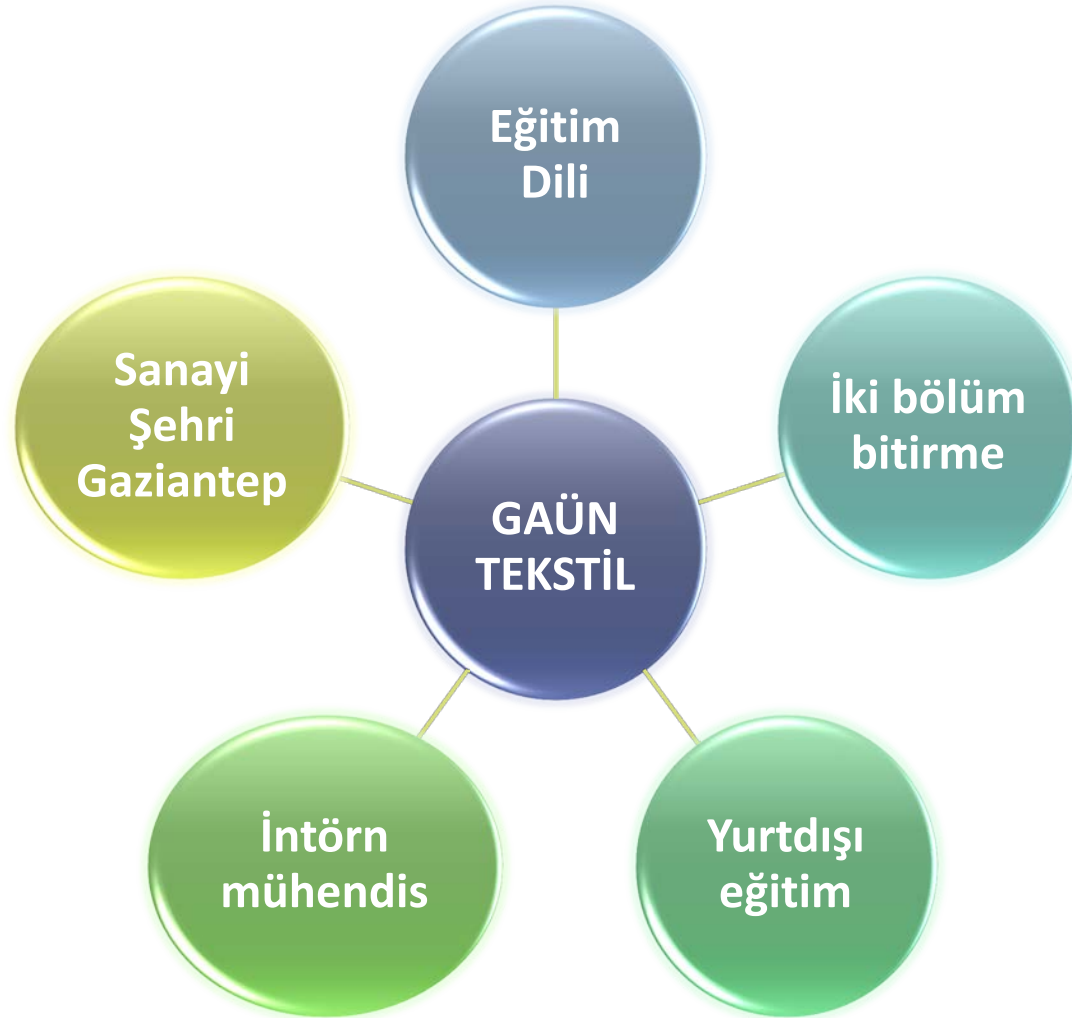 Eğitim
Dili
İki bölüm
bitirme
Yurtdışı
eğitim
İntörn
mühendis
Sanayi
Şehri
Gaziantep
GAÜN
TEKSTİL